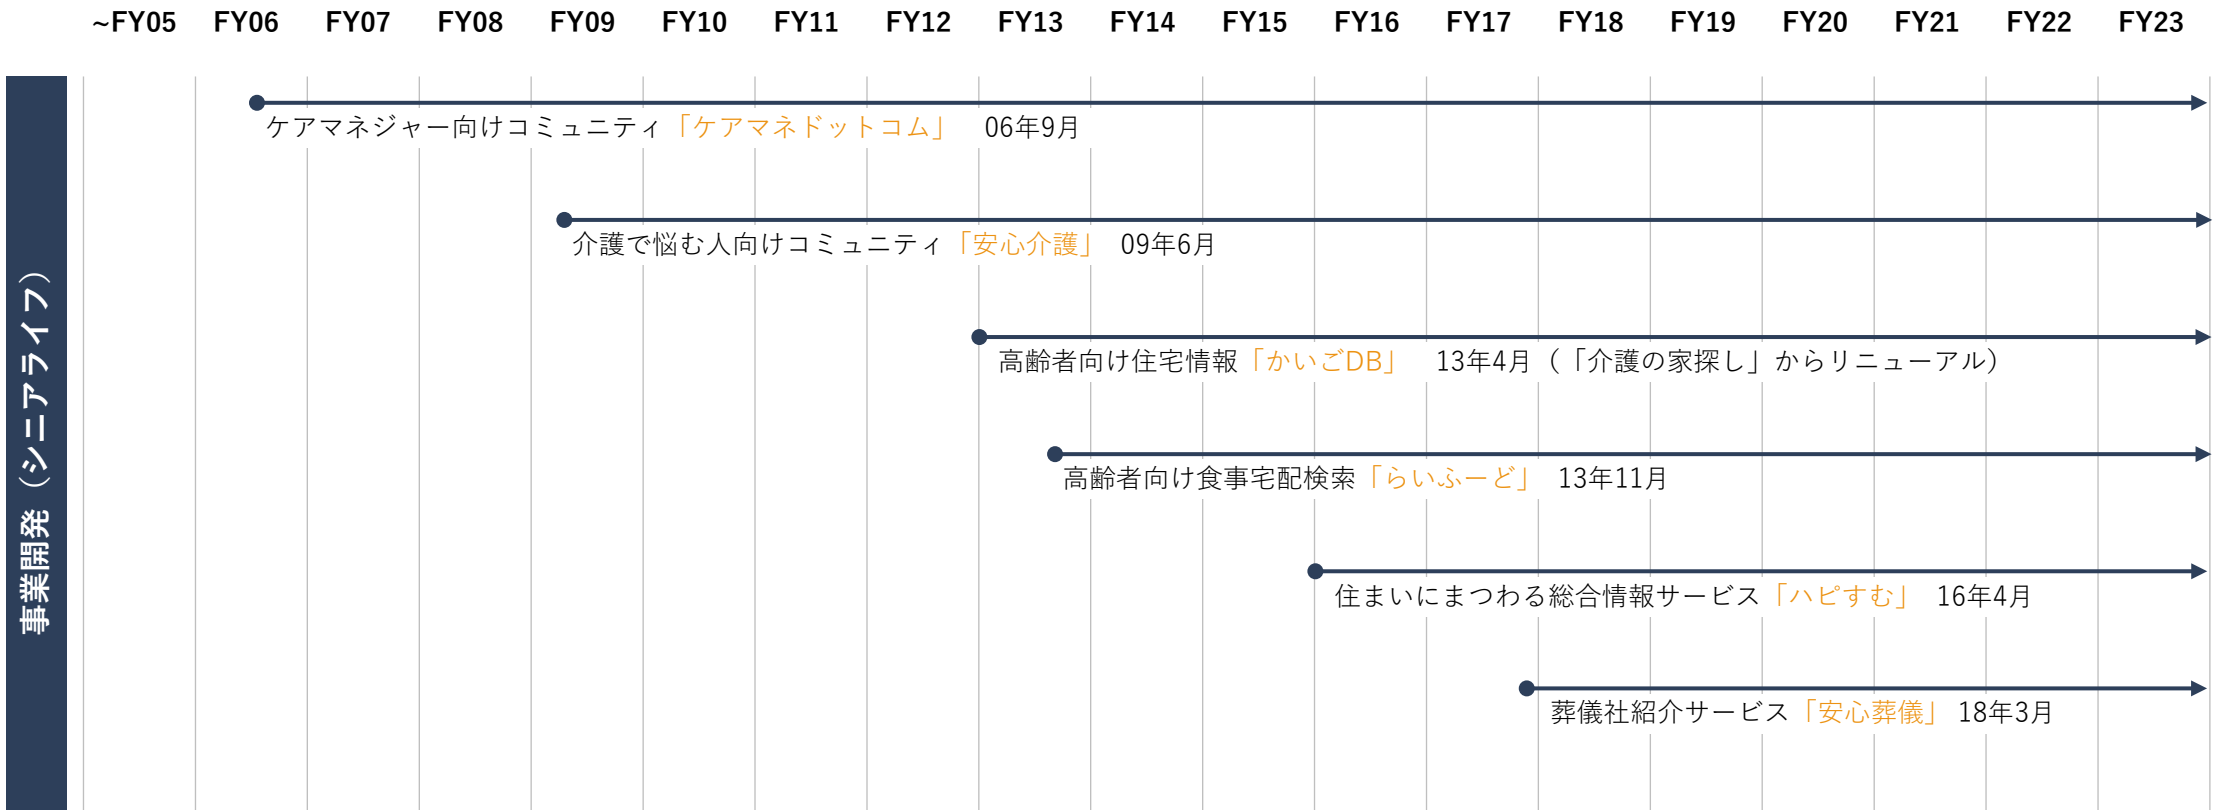 ~FY05 FY06 FY07 FY08 FY09 FY10 FY11 FY12 FY13 FY14 FY15 FY16 FY17 FY18 FY19 FY20 FY21 FY22 FY23
事業開発（シニアライフ）
ケアマネジャー向けコミュニティ「ケアマネドットコム」 06年9月
介護で悩む人向けコミュニティ「安心介護」 09年6月
高齢者向け住宅情報「かいごDB」 13年4月（「介護の家探し」からリニューアル）
高齢者向け食事宅配検索「らいふーど」 13年11月
住まいにまつわる総合情報サービス「ハピすむ」 16年4月
葬儀社紹介サービス「安心葬儀」 18年3月